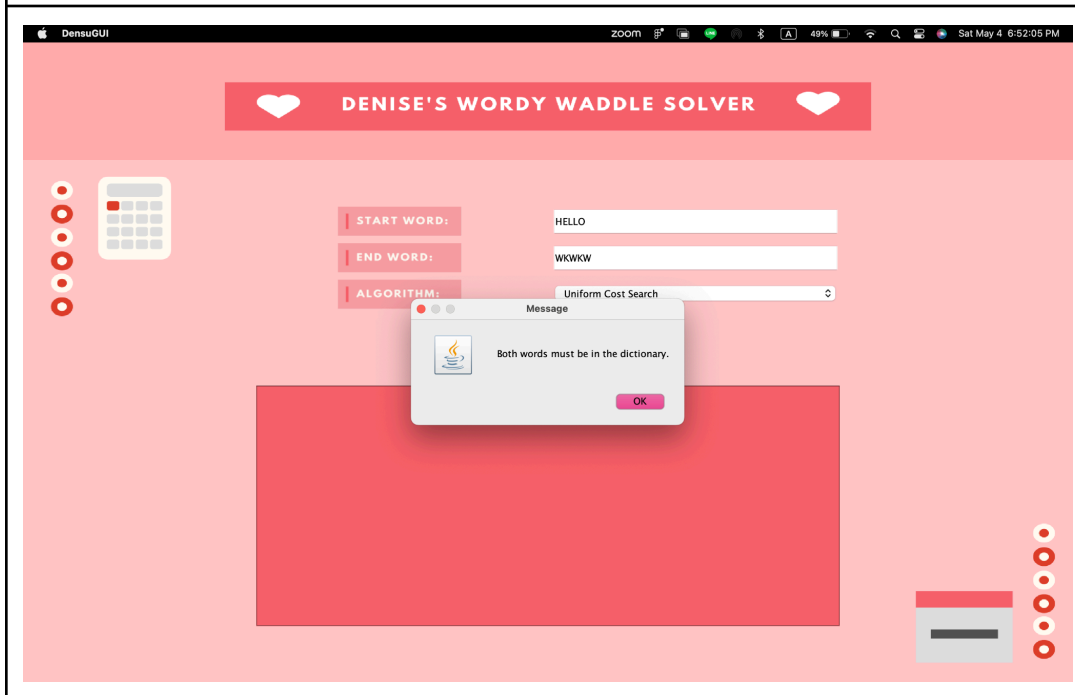 DensuGUI zoom A 49% Sat May 4 6:52:05 PM
DENISE'S WORDY WADDLE SOLVER
START WORD: HELLO
END WORD: WKWKW
ALGORITHM: Uniform Cost Search
Message
Both words must be in the dictionary.
OK